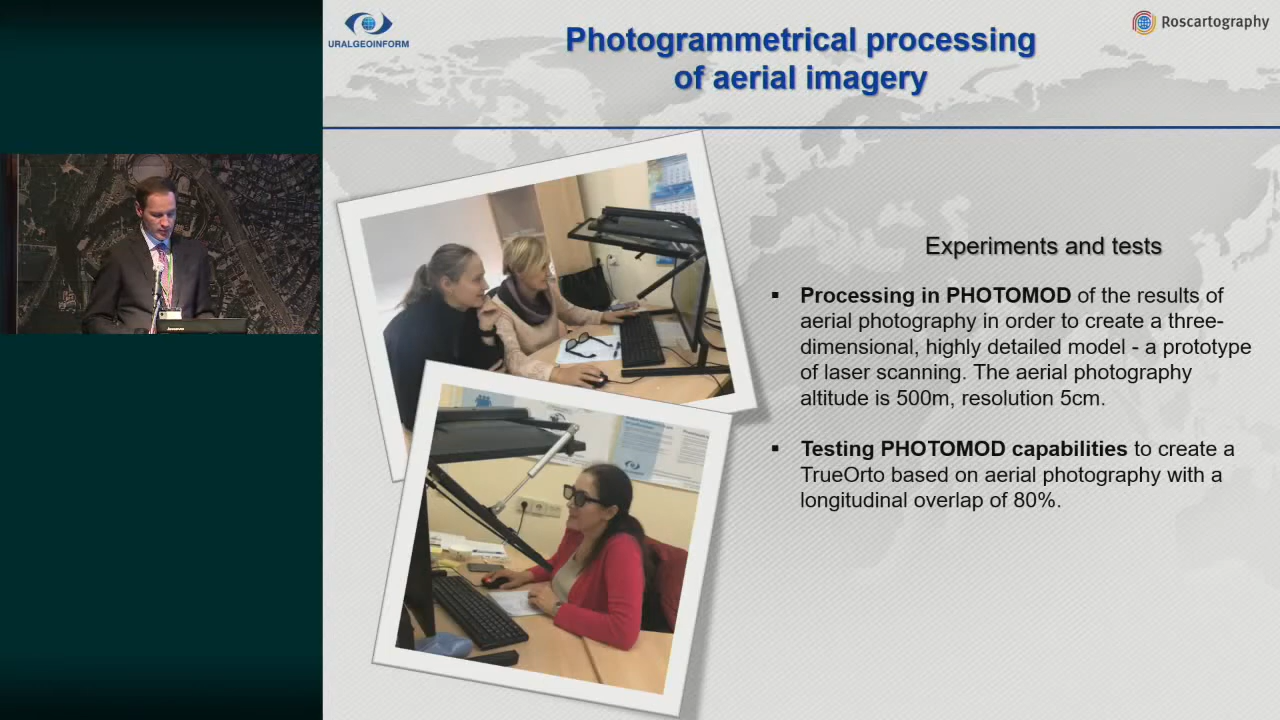 URALGEOINFORM
Roscartography
Photogrammetrical processing
of aerial imagery
Experiments and tests
▪ Processing in PHOTOMOD of the results of
aerial photography in order to create a three-
dimensional, highly detailed model - a prototype
of laser scanning. The aerial photography
altitude is 500m, resolution 5cm.
▪ Testing PHOTOMOD capabilities to create a
TrueOrto based on aerial photography with a
longitudinal overlap of 80%.